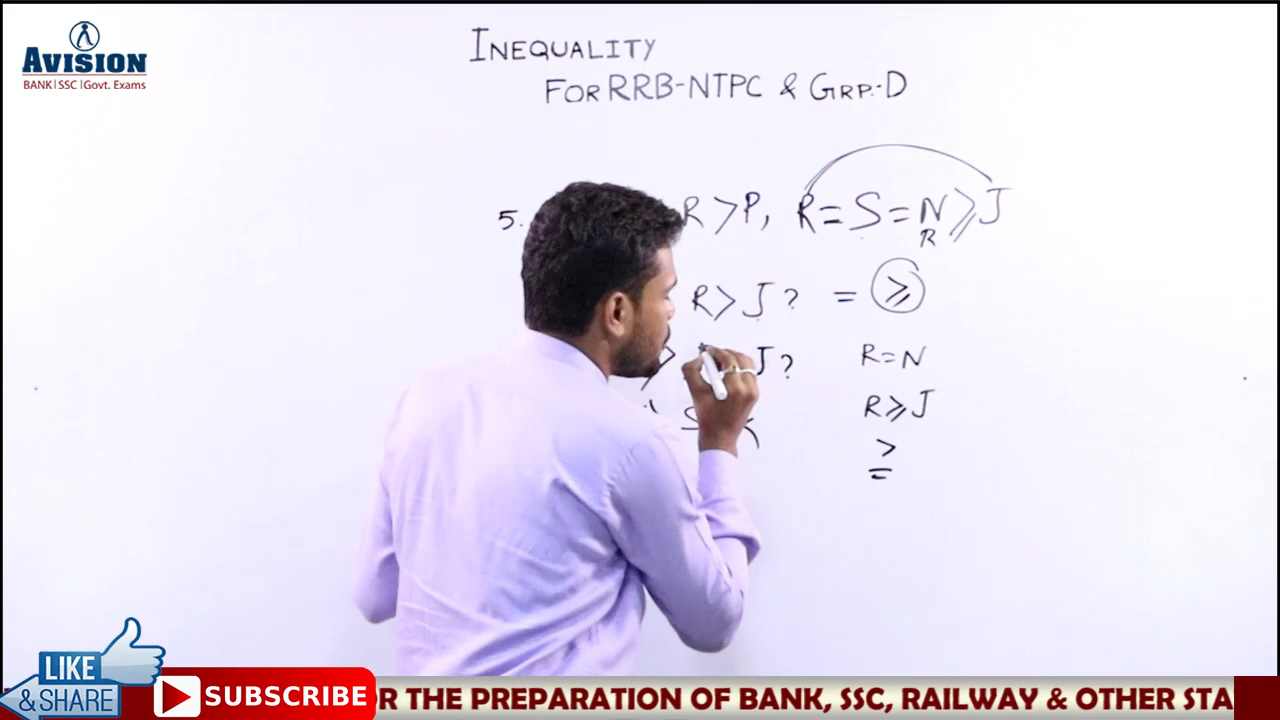 AVISION
BANK|SSC|Govt. Exams
INEQUALITY
FOR RRB-NTPC & GRP.-D
5. R > P, R = S = N ≥ J
R
R > J ? = ≥
J ? R = N
R ≥ J
>
=
LIKE
& SHARE
SUBSCRIBE
R THE PREPARATION OF BANK, SSC, RAILWAY & OTHER STA